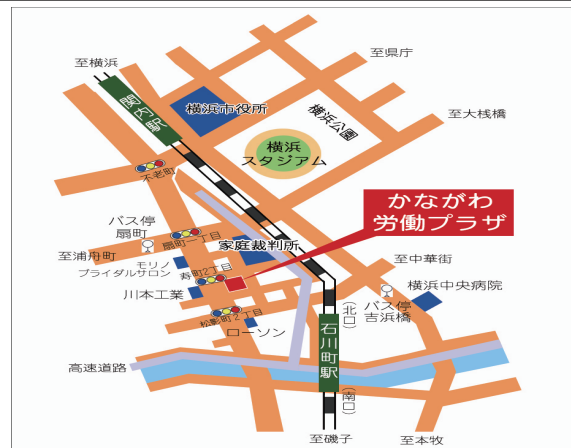 至横浜
関内駅
横浜市役所
至県庁
横浜公園
至大桟橋
横浜
スタジアム
不老町
かながわ
労働プラザ
バス停
扇町
扇町一丁目
至浦舟町
家庭裁判所
モリノ
ブライダルサロン
寿町2丁目
至中華街
横浜中央病院
川本工業
バス停
吉浜橋
松影町2丁目
(北口)
ローソン
石川町駅
高速道路
(南口)
至磯子
至本牧